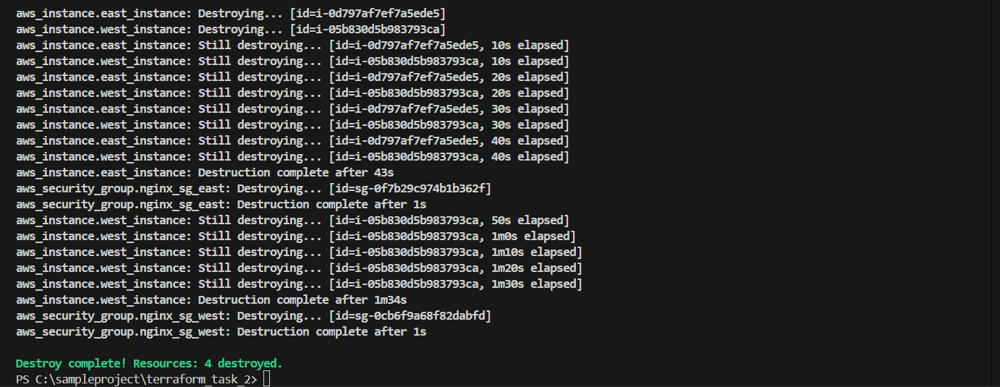 aws_instance.east_instance: Destroying... [id=i-0d797af7ef7a5ede5]
aws_instance.west_instance: Destroying... [id=i-05b830d5b983793ca]
aws_instance.east_instance: Still destroying... [id=i-0d797af7ef7a5ede5, 10s elapsed]
aws_instance.west_instance: Still destroying... [id=i-05b830d5b983793ca, 10s elapsed]
aws_instance.east_instance: Still destroying... [id=i-0d797af7ef7a5ede5, 20s elapsed]
aws_instance.west_instance: Still destroying... [id=i-05b830d5b983793ca, 20s elapsed]
aws_instance.east_instance: Still destroying... [id=i-0d797af7ef7a5ede5, 30s elapsed]
aws_instance.west_instance: Still destroying... [id=i-05b830d5b983793ca, 30s elapsed]
aws_instance.east_instance: Still destroying... [id=i-0d797af7ef7a5ede5, 40s elapsed]
aws_instance.west_instance: Still destroying... [id=i-05b830d5b983793ca, 40s elapsed]
aws_instance.east_instance: Destruction complete after 43s
aws_security_group.nginx_sg_east: Destroying... [id=sg-0f7b29c974b1b362f]
aws_security_group.nginx_sg_east: Destruction complete after 1s
aws_instance.west_instance: Still destroying... [id=i-05b830d5b983793ca, 50s elapsed]
aws_instance.west_instance: Still destroying... [id=i-05b830d5b983793ca, 1m0s elapsed]
aws_instance.west_instance: Still destroying... [id=i-05b830d5b983793ca, 1m10s elapsed]
aws_instance.west_instance: Still destroying... [id=i-05b830d5b983793ca, 1m20s elapsed]
aws_instance.west_instance: Still destroying... [id=i-05b830d5b983793ca, 1m30s elapsed]
aws_instance.west_instance: Destruction complete after 1m34s
aws_security_group.nginx_sg_west: Destroying... [id=sg-0cb6f9a68f82dabfd]
aws_security_group.nginx_sg_west: Destruction complete after 1s
Destroy complete! Resources: 4 destroyed.
PS C:\sampleproject\terraform_task_2>